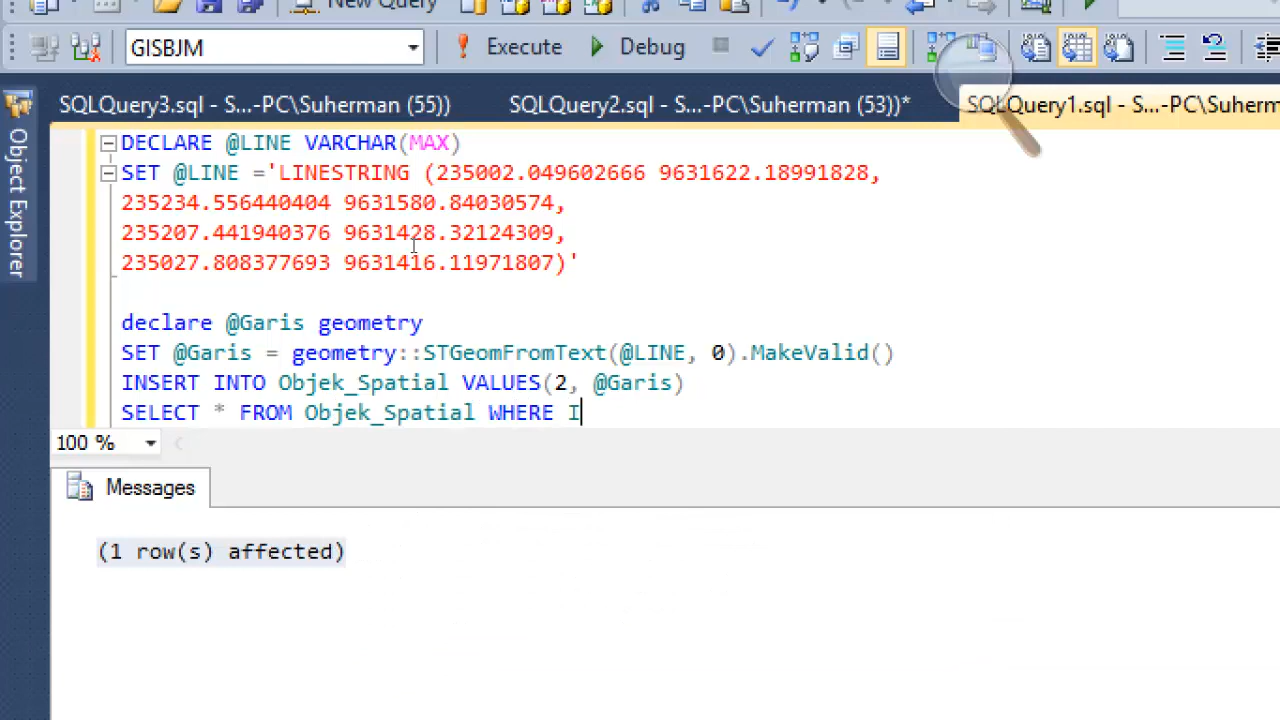 New Query
GISBJM Execute Debug
SQLQuery3.sql - S...-PC\Suherman (55)) SQLQuery2.sql - S...-PC\Suherman (53))* SQLQuery1.sql - S...-PC\Suherm
Object Explorer
DECLARE @LINE VARCHAR(MAX)
SET @LINE ='LINESTRING (235002.049602666 9631622.18991828,
235234.556440404 9631580.84030574,
235207.441940376 9631428.32124309,
235027.808377693 9631416.11971807)'
declare @Garis geometry
SET @Garis = geometry::STGeomFromText(@LINE, 0).MakeValid()
INSERT INTO Objek_Spatial VALUES(2, @Garis)
SELECT * FROM Objek_Spatial WHERE I
100 %
Messages
(1 row(s) affected)